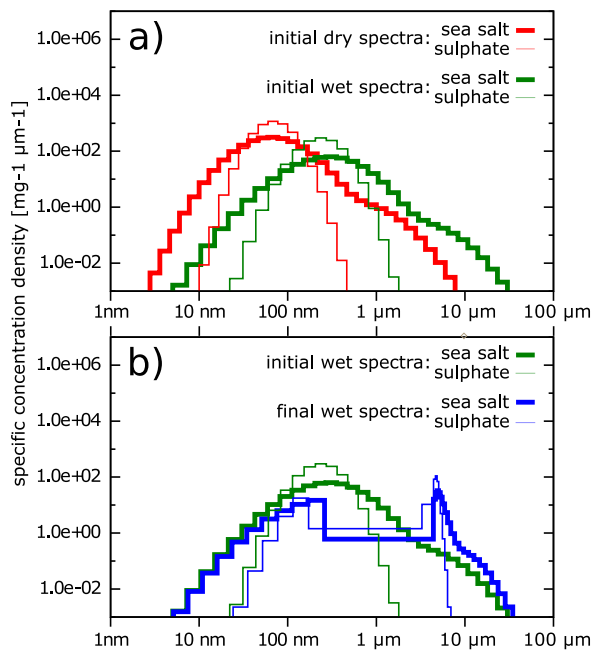 a)
initial dry spectra: sea salt
sulphate
initial wet spectra: sea salt
sulphate
1.0e+06
1.0e+04
1.0e+02
1.0e+00
1.0e-02
1nm 10 nm 100 nm 1 µm 10 µm 100 µm
specific concentration density [mg-1 µm-1]
b)
initial wet spectra: sea salt
sulphate
final wet spectra: sea salt
sulphate
1.0e+06
1.0e+04
1.0e+02
1.0e+00
1.0e-02
1nm 10 nm 100 nm 1 µm 10 µm 100 µm